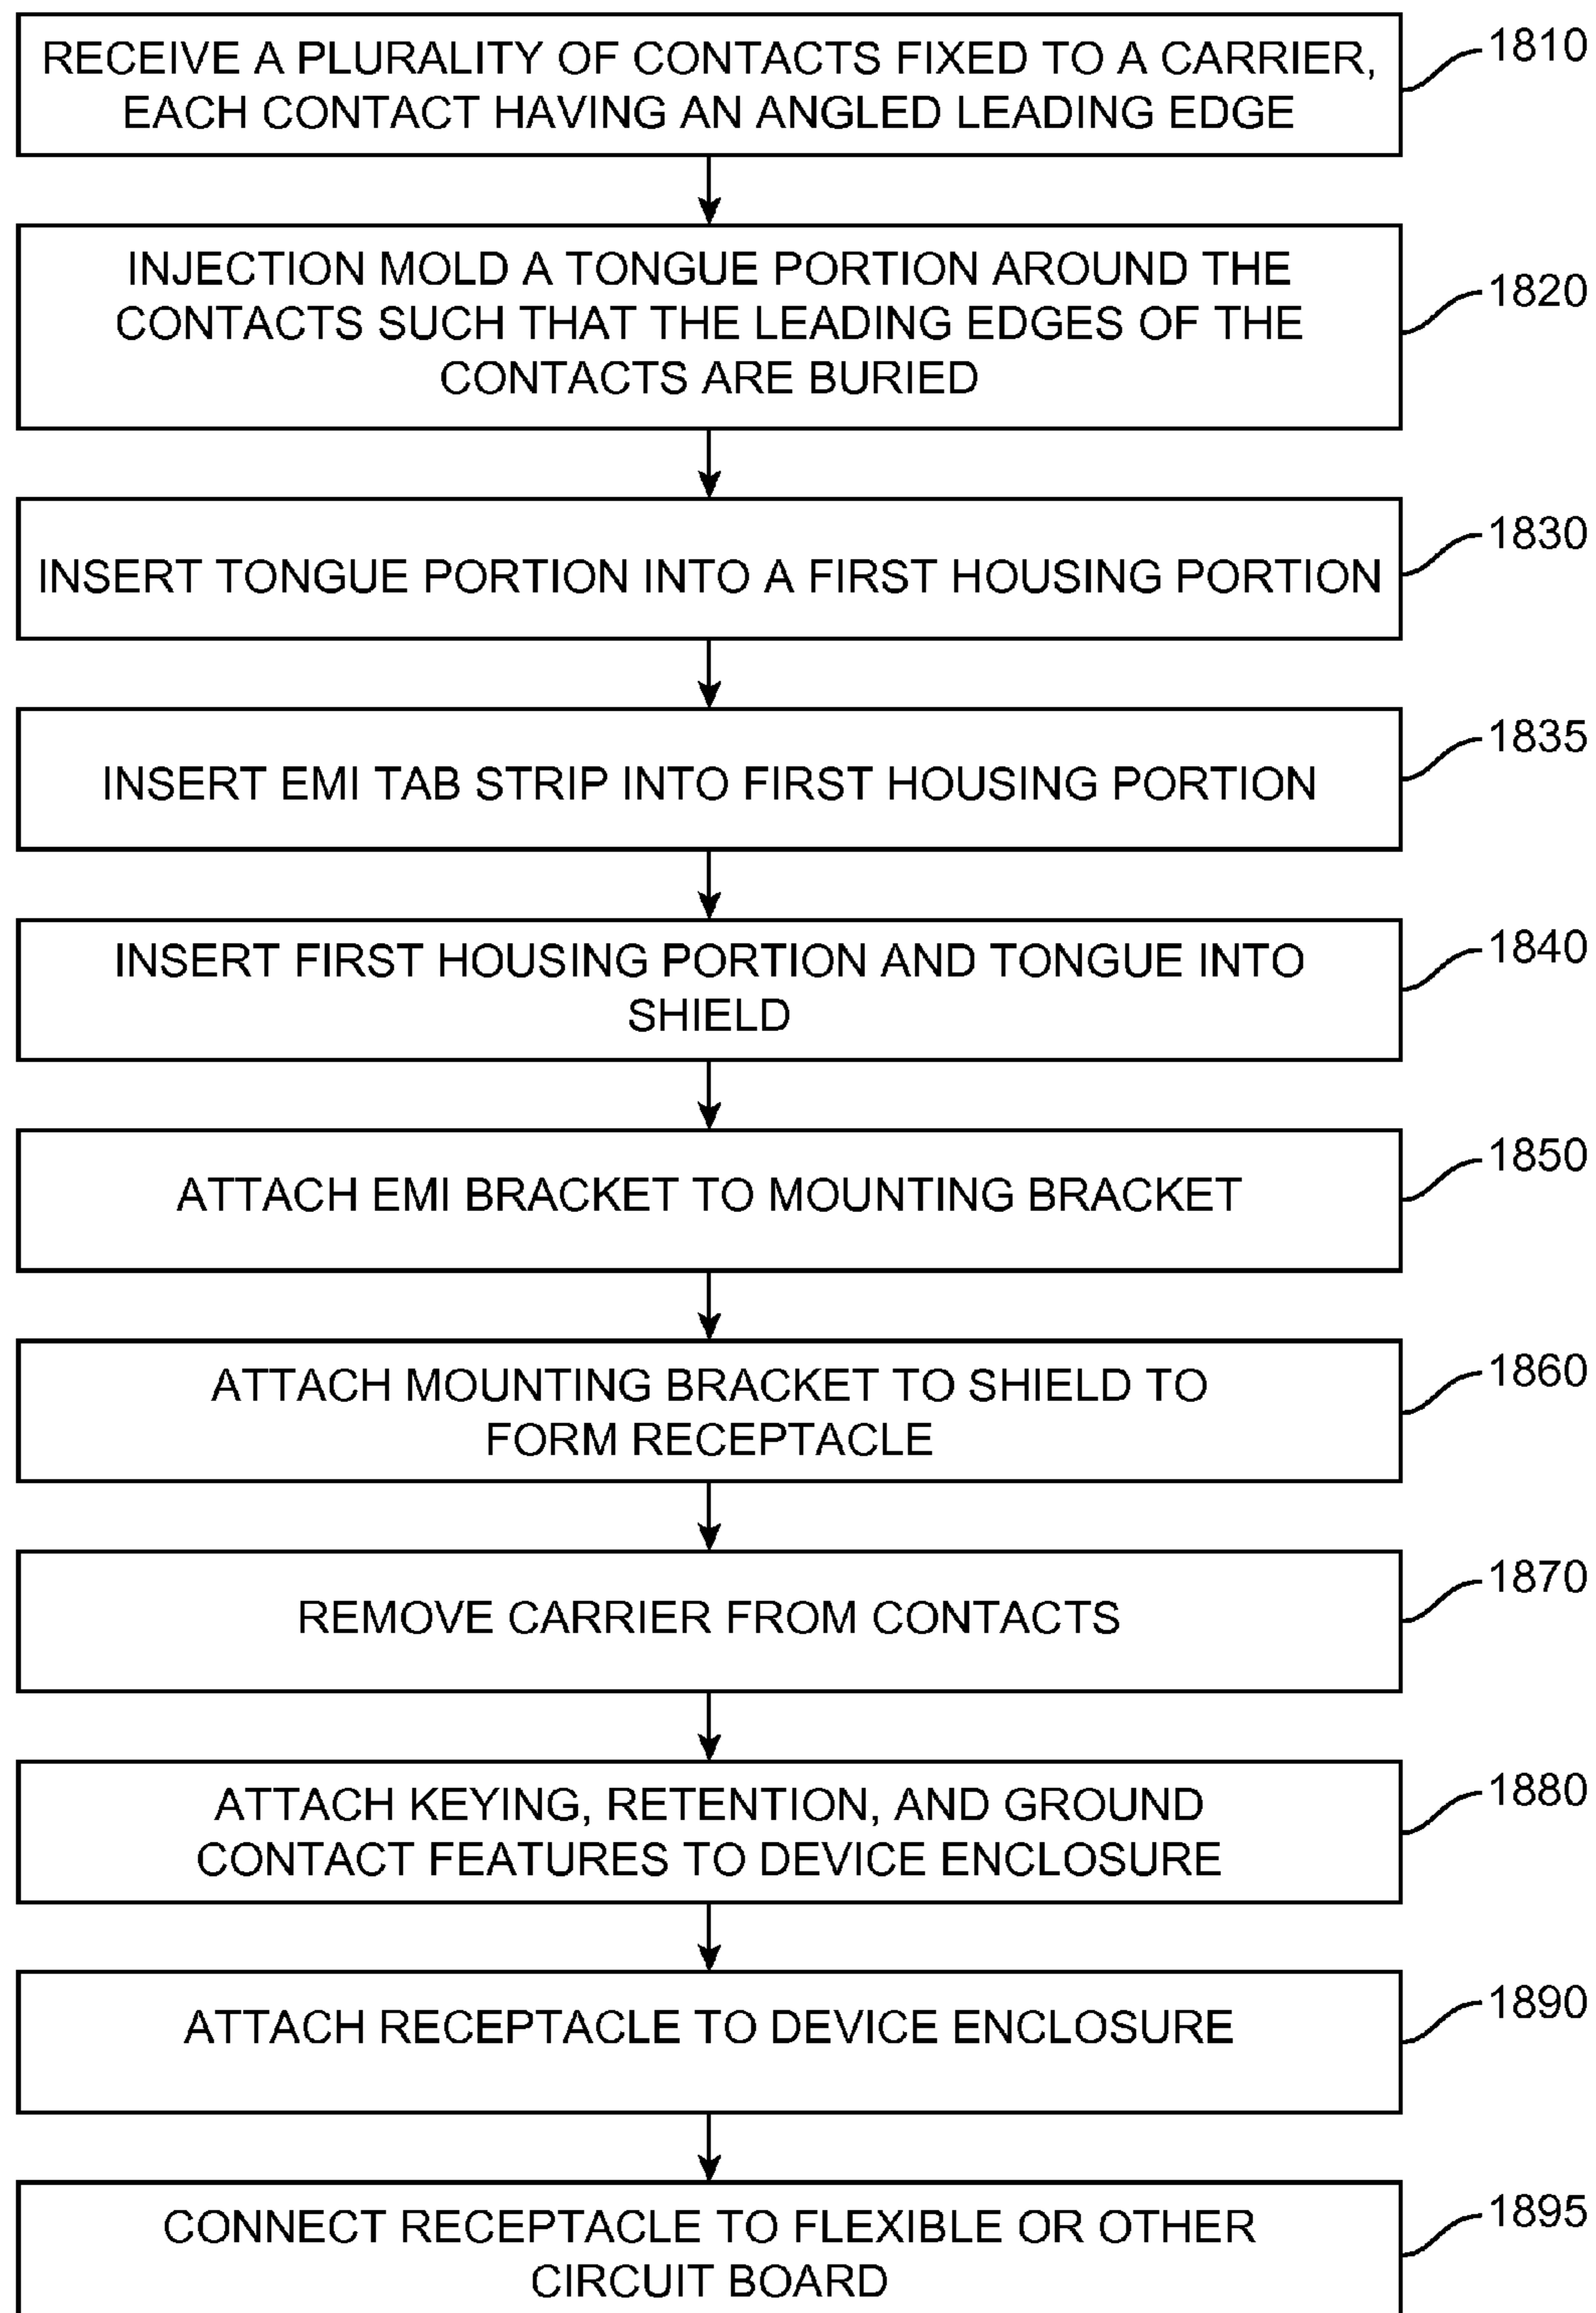 RECEIVE A PLURALITY OF CONTACTS FIXED TO A CARRIER,
EACH CONTACT HAVING AN ANGLED LEADING EDGE
1810
INJECTION MOLD A TONGUE PORTION AROUND THE
CONTACTS SUCH THAT THE LEADING EDGES OF THE
CONTACTS ARE BURIED
1820
INSERT TONGUE PORTION INTO A FIRST HOUSING PORTION
1830
INSERT EMI TAB STRIP INTO FIRST HOUSING PORTION
1835
INSERT FIRST HOUSING PORTION AND TONGUE INTO
SHIELD
1840
ATTACH EMI BRACKET TO MOUNTING BRACKET
1850
ATTACH MOUNTING BRACKET TO SHIELD TO
FORM RECEPTACLE
1860
REMOVE CARRIER FROM CONTACTS
1870
ATTACH KEYING, RETENTION, AND GROUND
CONTACT FEATURES TO DEVICE ENCLOSURE
1880
ATTACH RECEPTACLE TO DEVICE ENCLOSURE
1890
CONNECT RECEPTACLE TO FLEXIBLE OR OTHER
CIRCUIT BOARD
1895